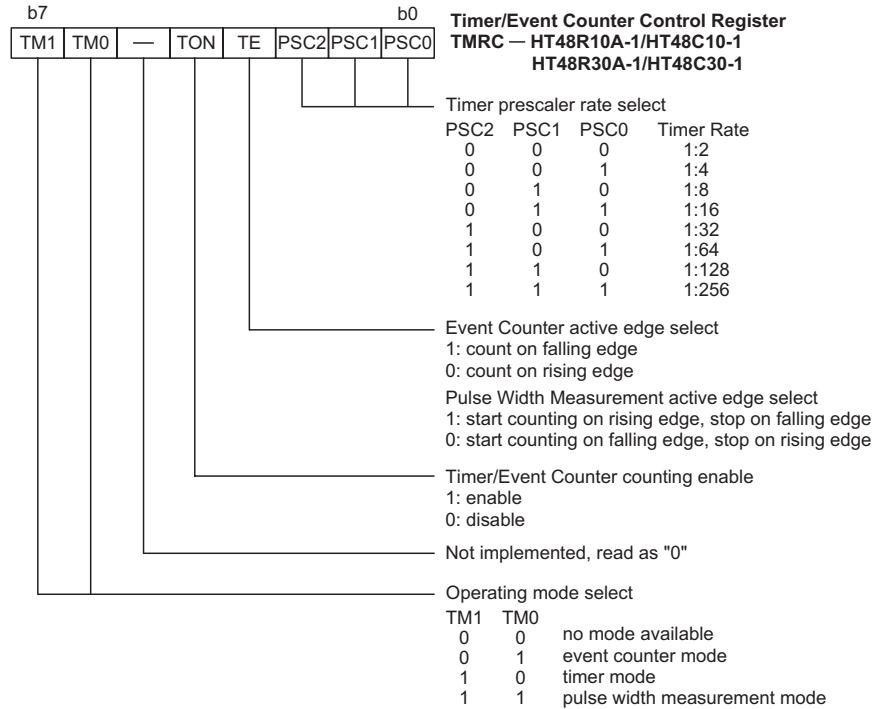 b7 b0
TM1 TM0 — TON TE PSC2 PSC1 PSC0
Timer/Event Counter Control Register
TMRC — HT48R10A-1/HT48C10-1
HT48R30A-1/HT48C30-1
Timer prescaler rate select
PSC2 PSC1 PSC0 Timer Rate
0 0 0 1:2
0 0 1 1:4
0 1 0 1:8
0 1 1 1:16
1 0 0 1:32
1 0 1 1:64
1 1 0 1:128
1 1 1 1:256
Event Counter active edge select
1: count on falling edge
0: count on rising edge
Pulse Width Measurement active edge select
1: start counting on rising edge, stop on falling edge
0: start counting on falling edge, stop on rising edge
Timer/Event Counter counting enable
1: enable
0: disable
Not implemented, read as "0"
Operating mode select
TM1 TM0
0 0 no mode available
0 1 event counter mode
1 0 timer mode
1 1 pulse width measurement mode